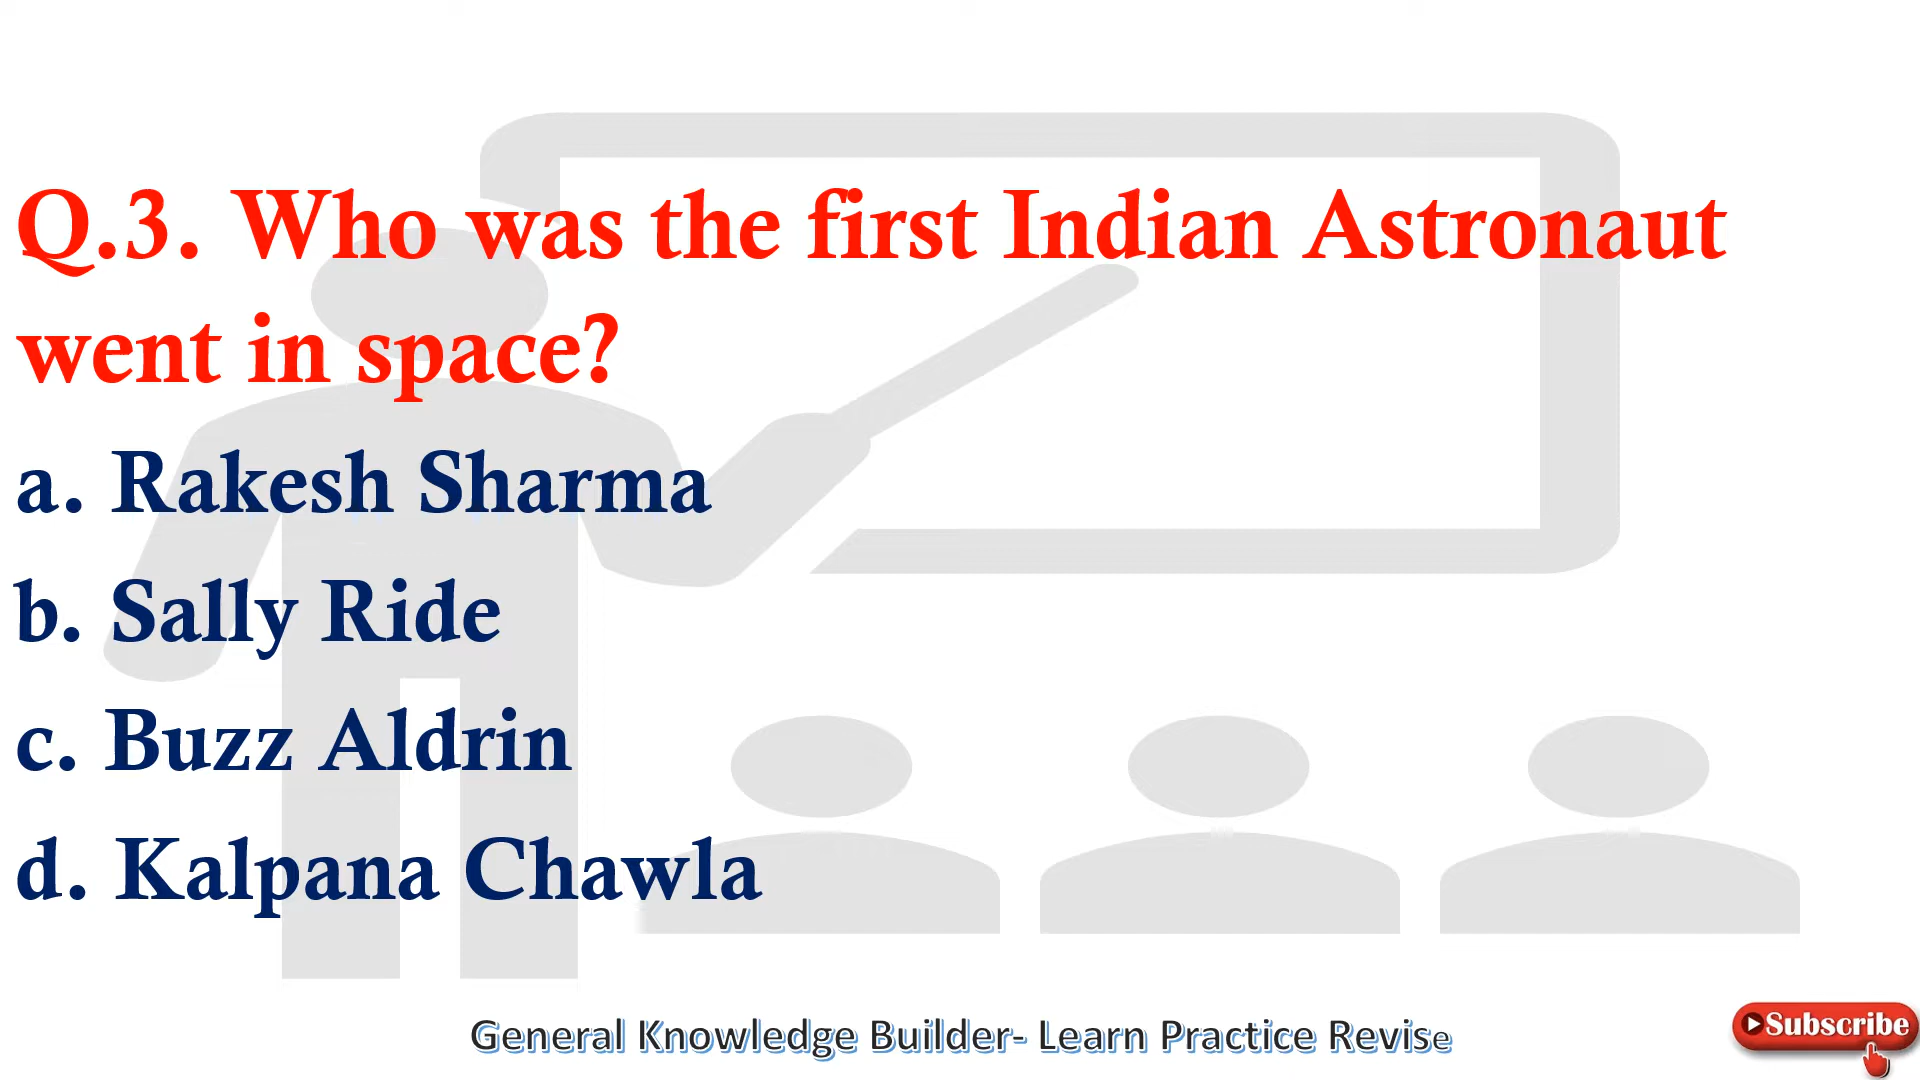 Q.3. Who was the first Indian Astronaut
went in space?
a. Rakesh Sharma
b. Sally Ride
c. Buzz Aldrin
d. Kalpana Chawla
General Knowledge Builder- Learn Practice Revise
Subscribe